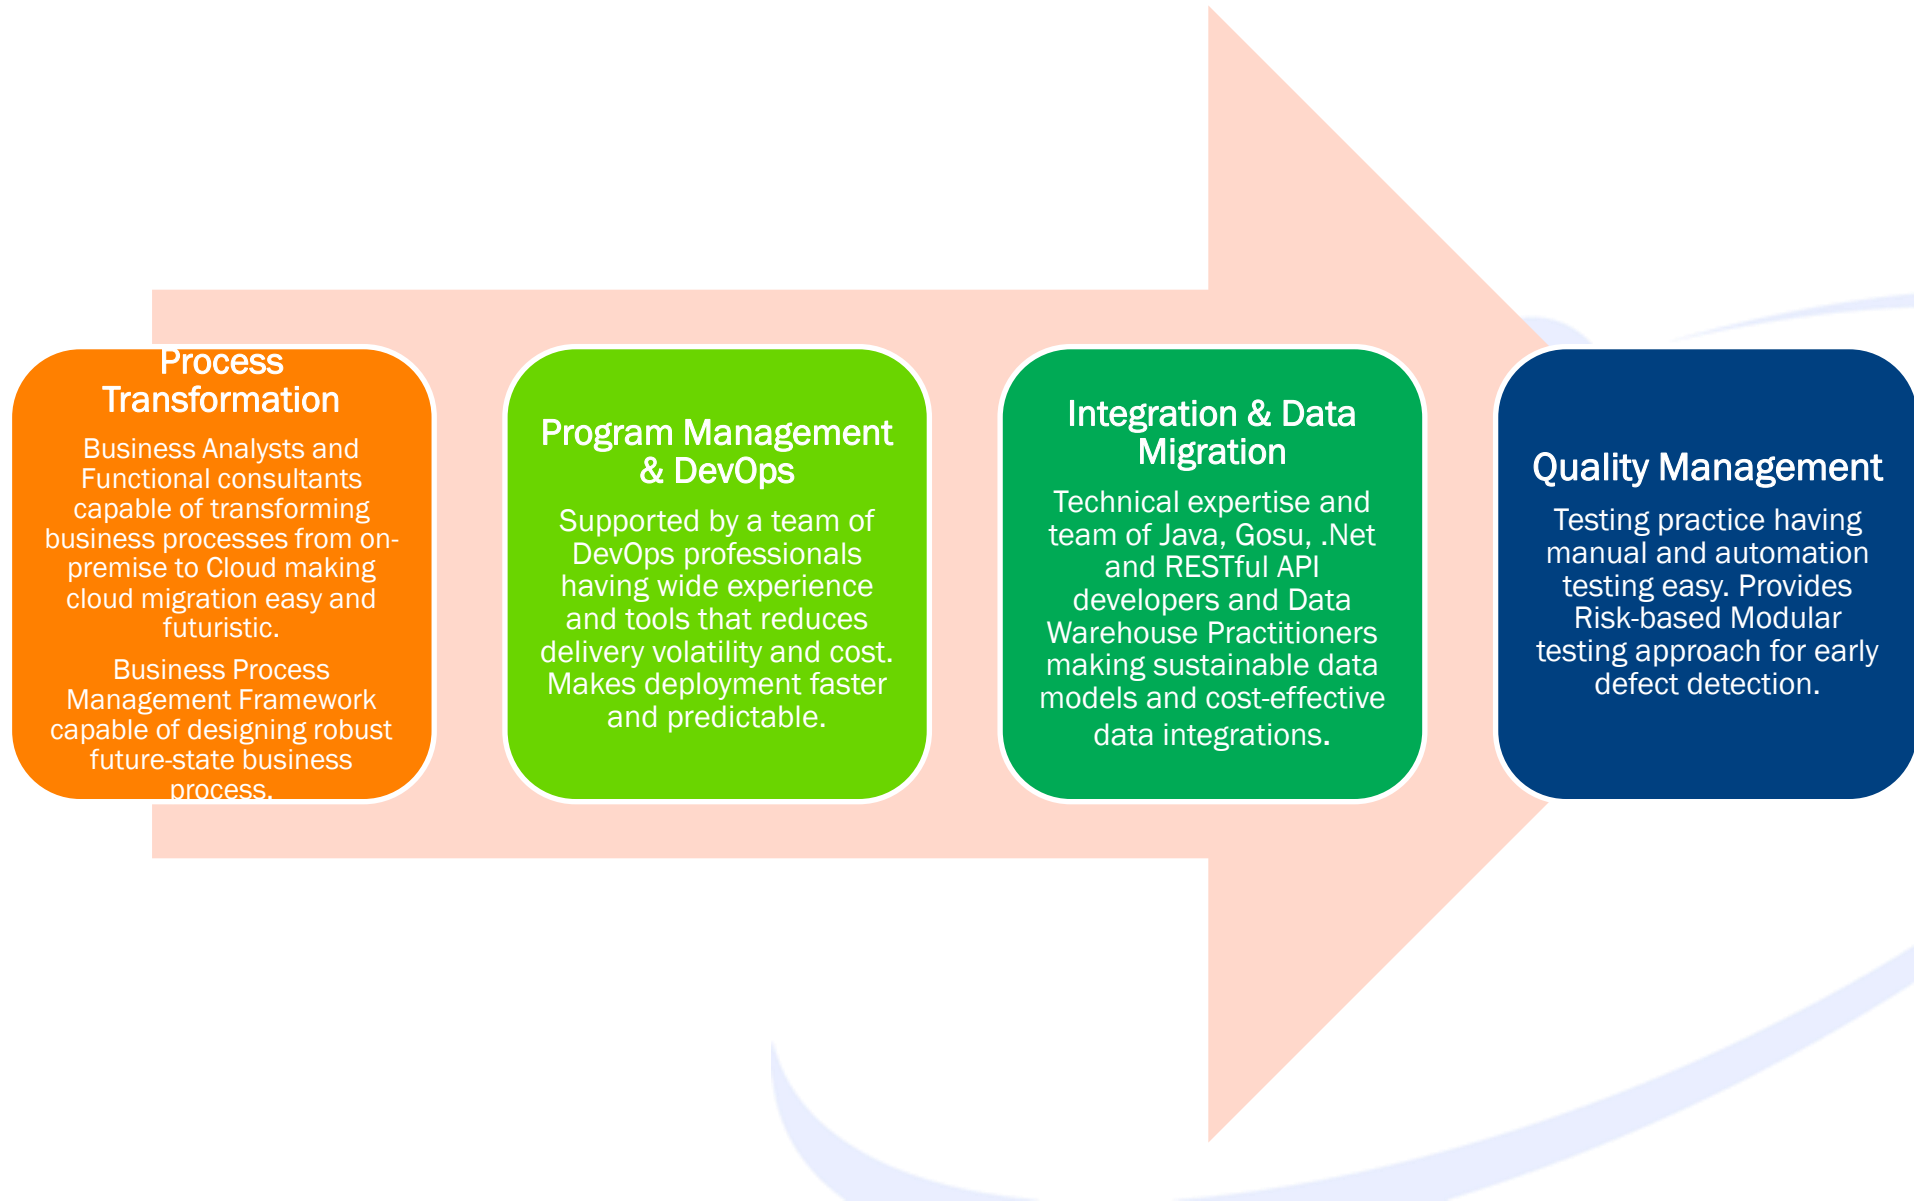 Process
Transformation
Business Analysts and
Functional consultants
capable of transforming
business processes from on-
premise to Cloud making
cloud migration easy and
futuristic.
Business Process
Management Framework
capable of designing robust
future-state business
process.
Program Management
& DevOps
Supported by a team of
DevOps professionals
having wide experience
and tools that reduces
delivery volatility and cost.
Makes deployment faster
and predictable.
Integration & Data
Migration
Technical expertise and
team of Java, Gosu, .Net
and RESTful API
developers and Data
Warehouse Practitioners
making sustainable data
models and cost-effective
data integrations.
Quality Management
Testing practice having
manual and automation
testing easy. Provides
Risk-based Modular
testing approach for early
defect detection.